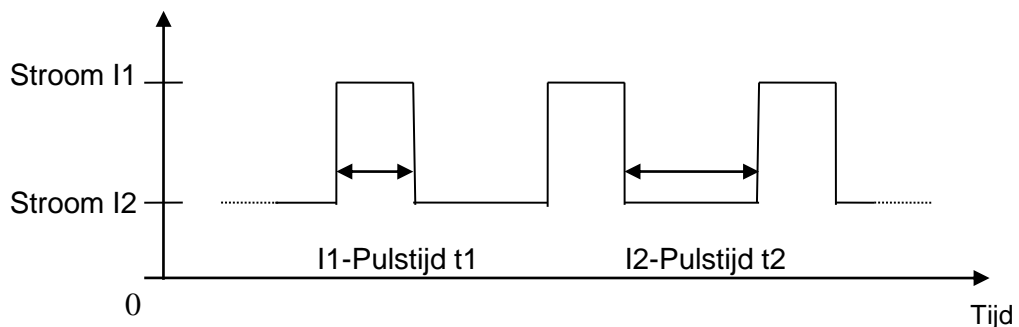 Stroom I1
Stroom I2
I1-Pulstijd t1 I2-Pulstijd t2
0
Tijd